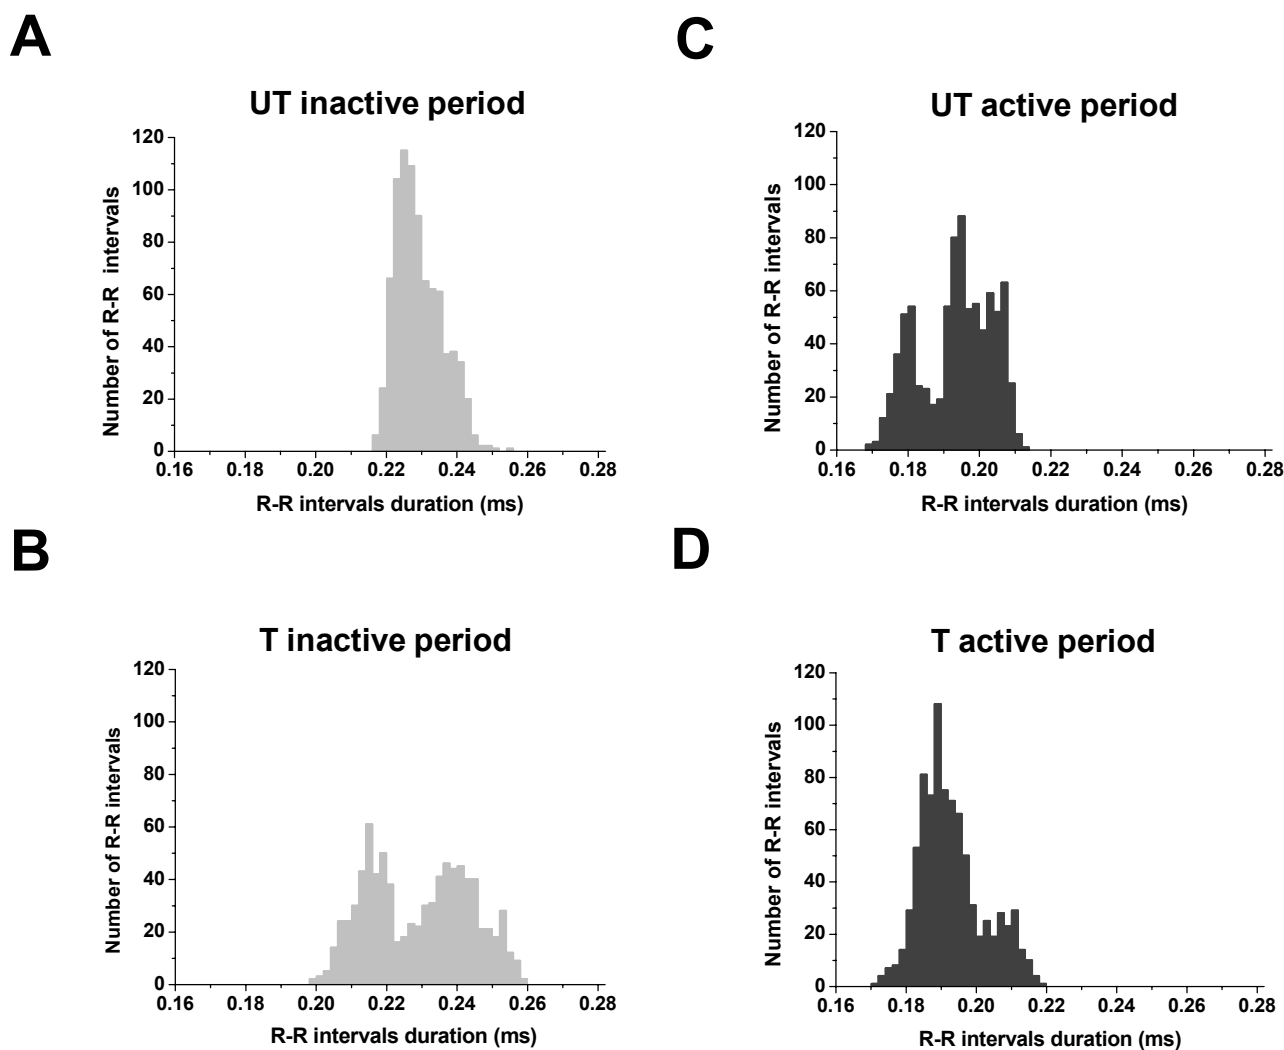 A
UT inactive period
Number of R-R intervals
120
100
80
60
40
20
0
0.16 0.18 0.20 0.22 0.24 0.26 0.28
R-R intervals duration (ms)
C
UT active period
Number of R-R intervals
120
100
80
60
40
20
0
0.16 0.18 0.20 0.22 0.24 0.26 0.28
R-R intervals duration (ms)
B
T inactive period
Number of R-R intervals
120
100
80
60
40
20
0
0.16 0.18 0.20 0.22 0.24 0.26 0.28
R-R intervals duration (ms)
D
T active period
Number of R-R intervals
120
100
80
60
40
20
0
0.16 0.18 0.20 0.22 0.24 0.26 0.28
R-R intervals duration (ms)